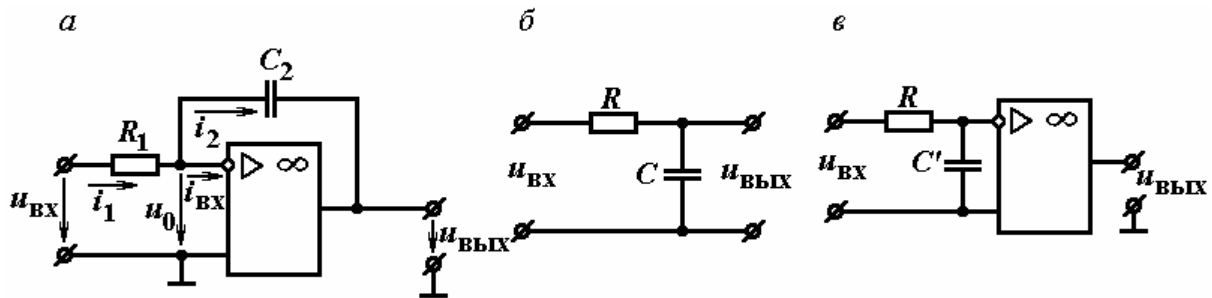 а
C₂
i₂
R₁
▷ ∞
i₁
u₀
iвх
uвх
uвых
б
R
uвх
C
uвых
в
R
▷ ∞
uвх
C'
uвых